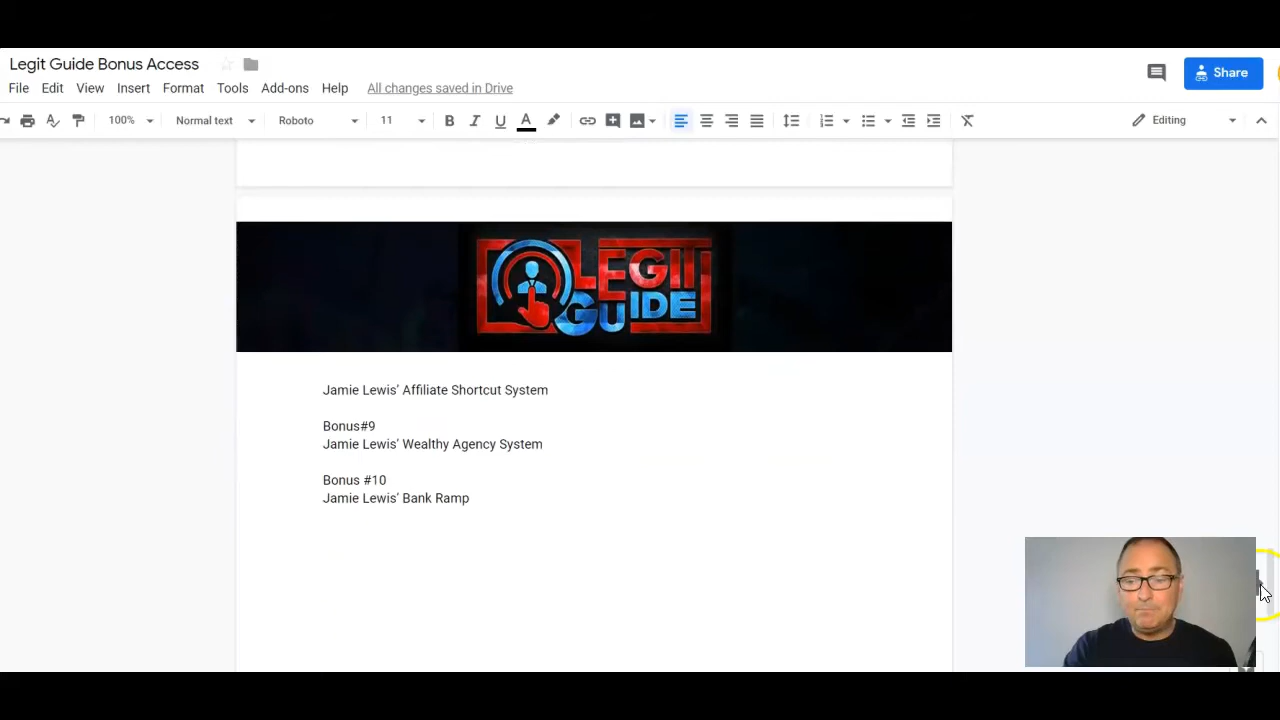 Legit Guide Bonus Access
File Edit View Insert Format Tools Add-ons Help All changes saved in Drive
Share
100% Normal text Roboto 11 B I U A Editing
LEGIT
GUIDE
Jamie Lewis’ Affiliate Shortcut System
Bonus#9
Jamie Lewis’ Wealthy Agency System
Bonus #10
Jamie Lewis’ Bank Ramp